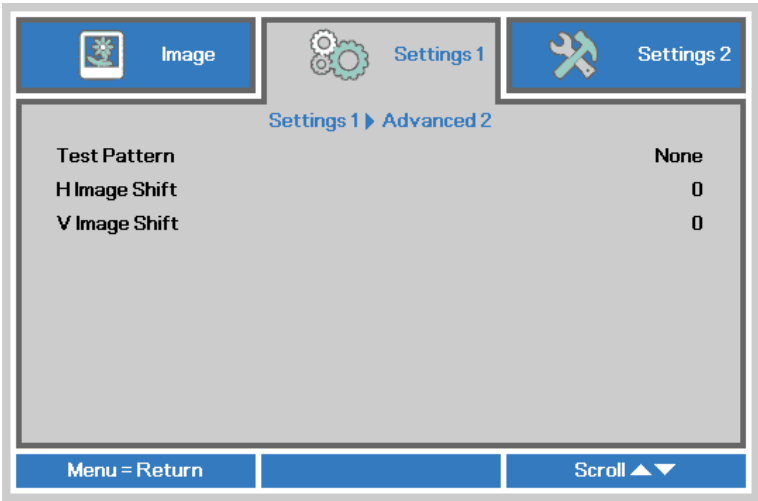 Image
Settings 1
Settings 2
Settings 1 ▶ Advanced 2
Test Pattern None
H Image Shift 0
V Image Shift 0
Menu = Return
Scroll ▲▼